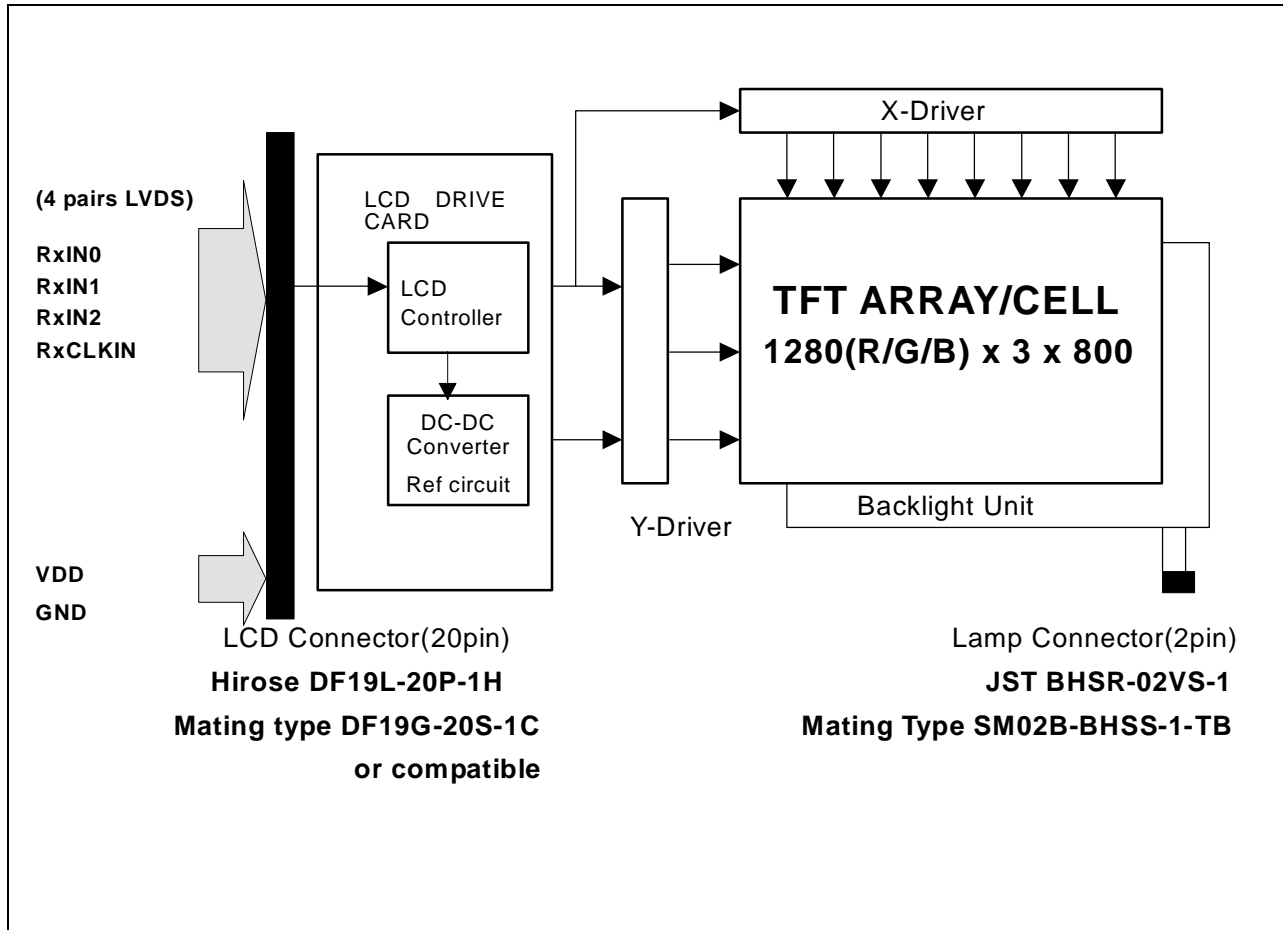 X-Driver
(4 pairs LVDS)
RxIN0
RxIN1
RxIN2
RxCLKIN
LCD DRIVE
CARD
LCD
Controller
DC-DC
Converter
Ref circuit
TFT ARRAY/CELL
1280(R/G/B) x 3 x 800
Backlight Unit
Y-Driver
VDD
GND
LCD Connector(20pin)
Hirose DF19L-20P-1H
Mating type DF19G-20S-1C
or compatible
Lamp Connector(2pin)
JST BHSR-02VS-1
Mating Type SM02B-BHSS-1-TB